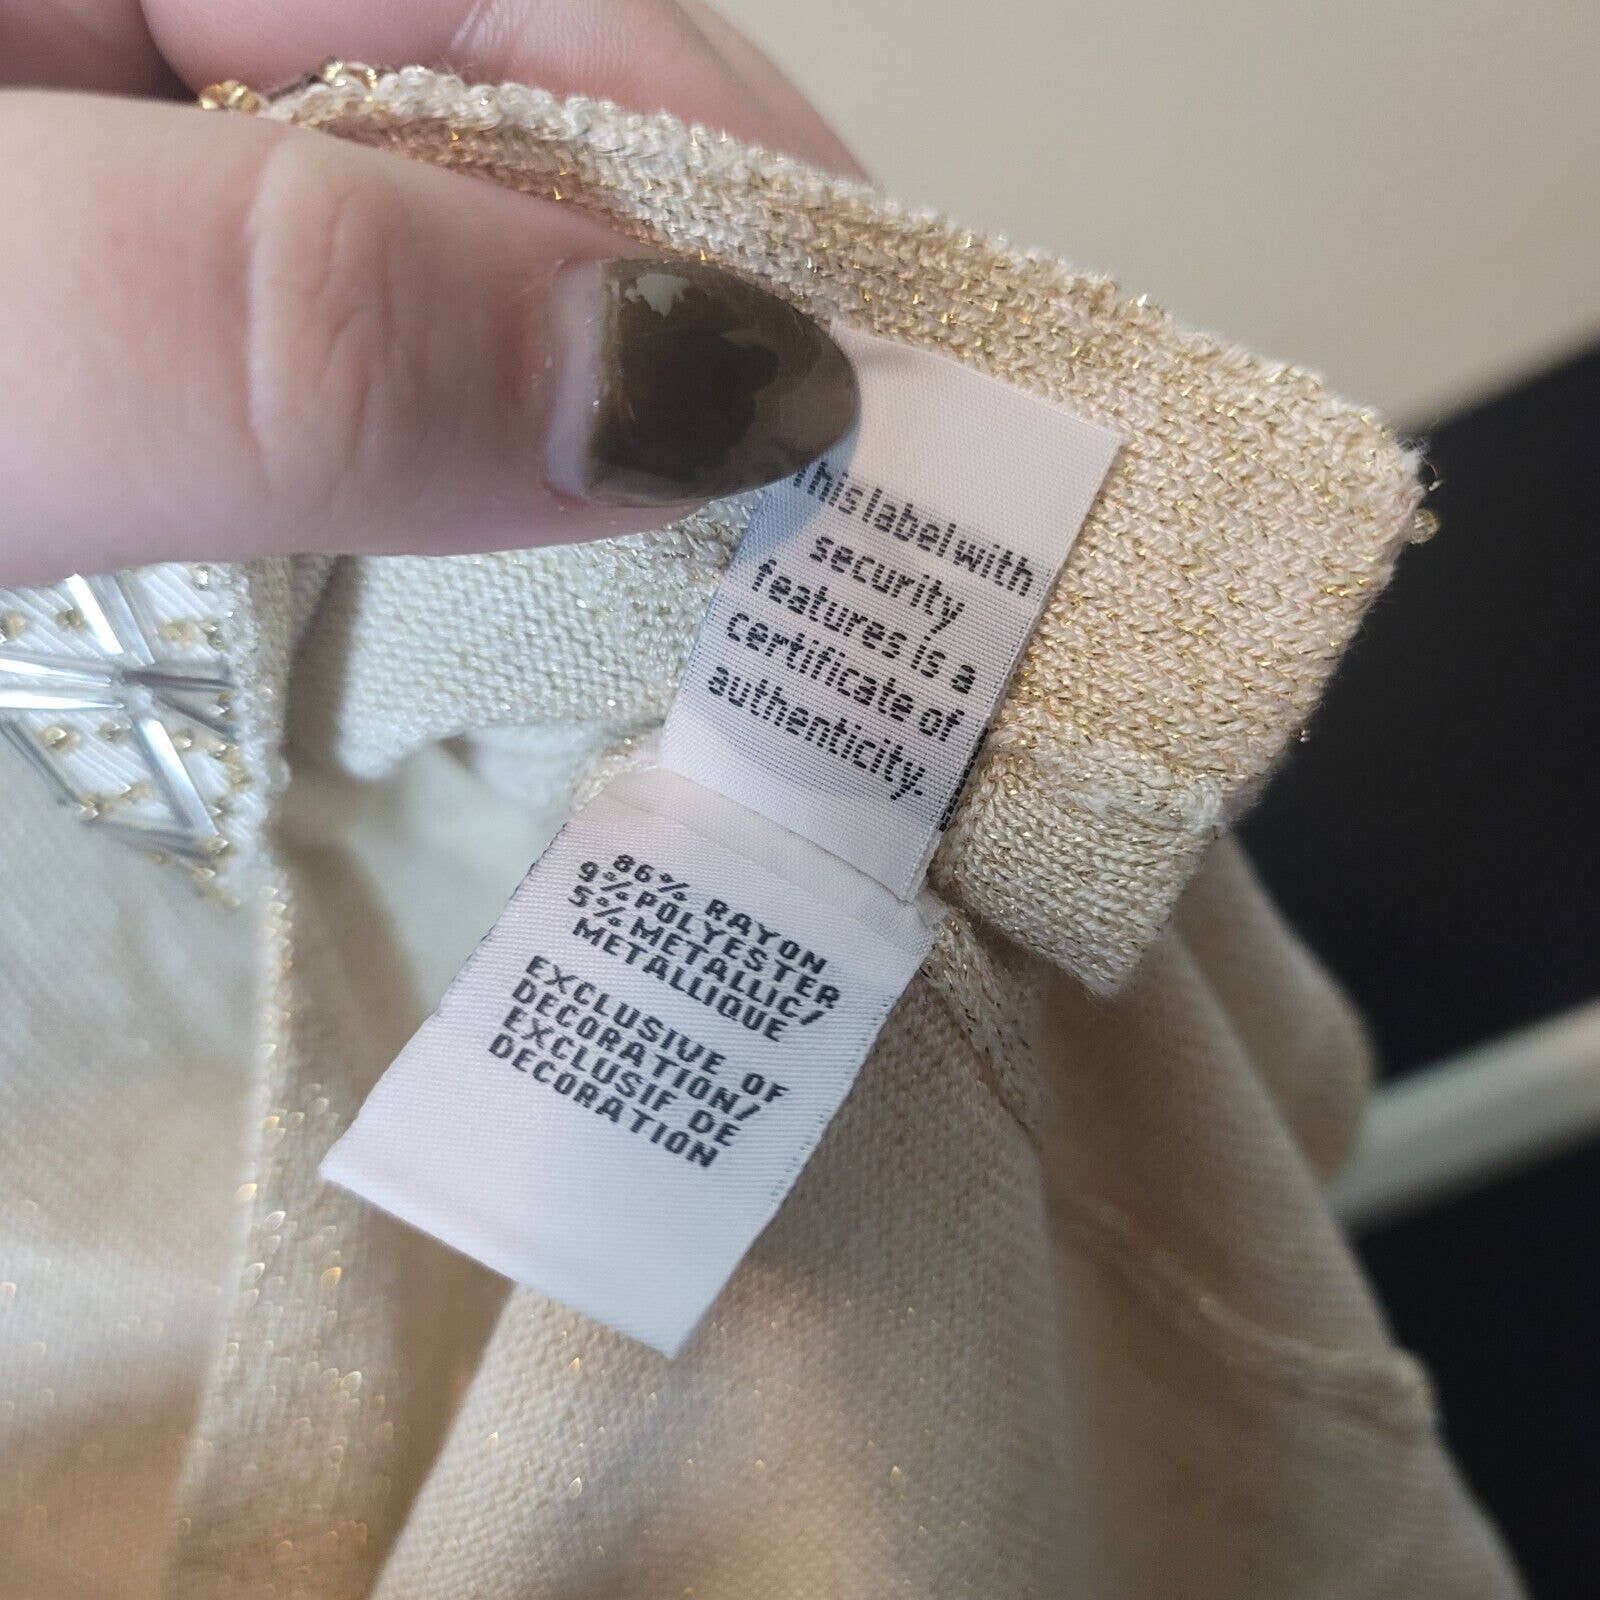 This label with
security
features is a
certificate of
authenticity.
86% RAYON
9% POLYESTER
5% METALLIC/
METALLIQUE
EXCLUSIVE OF
DECORATION/
EXCLUSIF DE
DECORATION